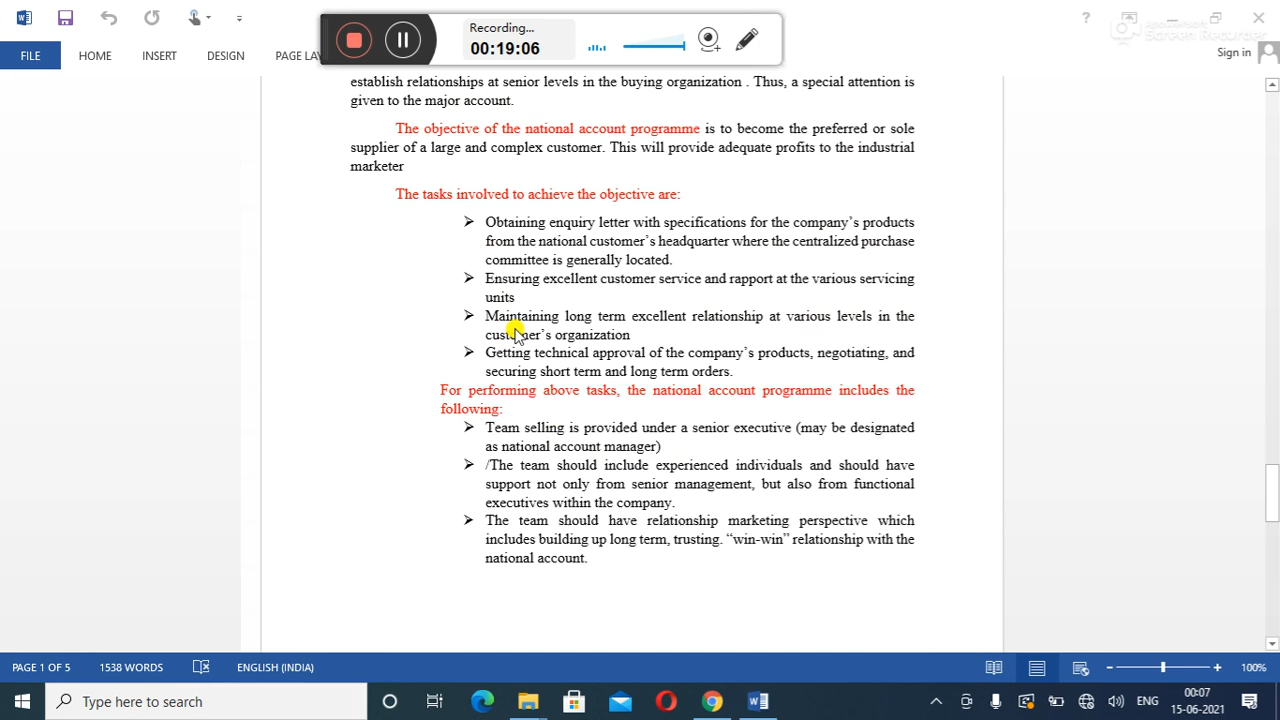 Recording...
00:19:06
Sign in
FILE
HOME
INSERT
DESIGN
PAGE LAY
establish relationships at senior levels in the buying organization . Thus, a special attention is
given to the major account.
The objective of the national account programme is to become the preferred or sole
supplier of a large and complex customer. This will provide adequate profits to the industrial
marketer
The tasks involved to achieve the objective are:
➢ Obtaining enquiry letter with specifications for the company’s products
from the national customer’s headquarter where the centralized purchase
committee is generally located.
➢ Ensuring excellent customer service and rapport at the various servicing
units
➢ Maintaining long term excellent relationship at various levels in the
customer’s organization
➢ Getting technical approval of the company’s products, negotiating, and
securing short term and long term orders.
For performing above tasks, the national account programme includes the
following:
➢ Team selling is provided under a senior executive (may be designated
as national account manager)
➢ /The team should include experienced individuals and should have
support not only from senior management, but also from functional
executives within the company.
➢ The team should have relationship marketing perspective which
includes building up long term, trusting. “win-win” relationship with the
national account.
PAGE 1 OF 5
1538 WORDS
ENGLISH (INDIA)
100%
Type here to search
ENG
00:07
15-06-2021